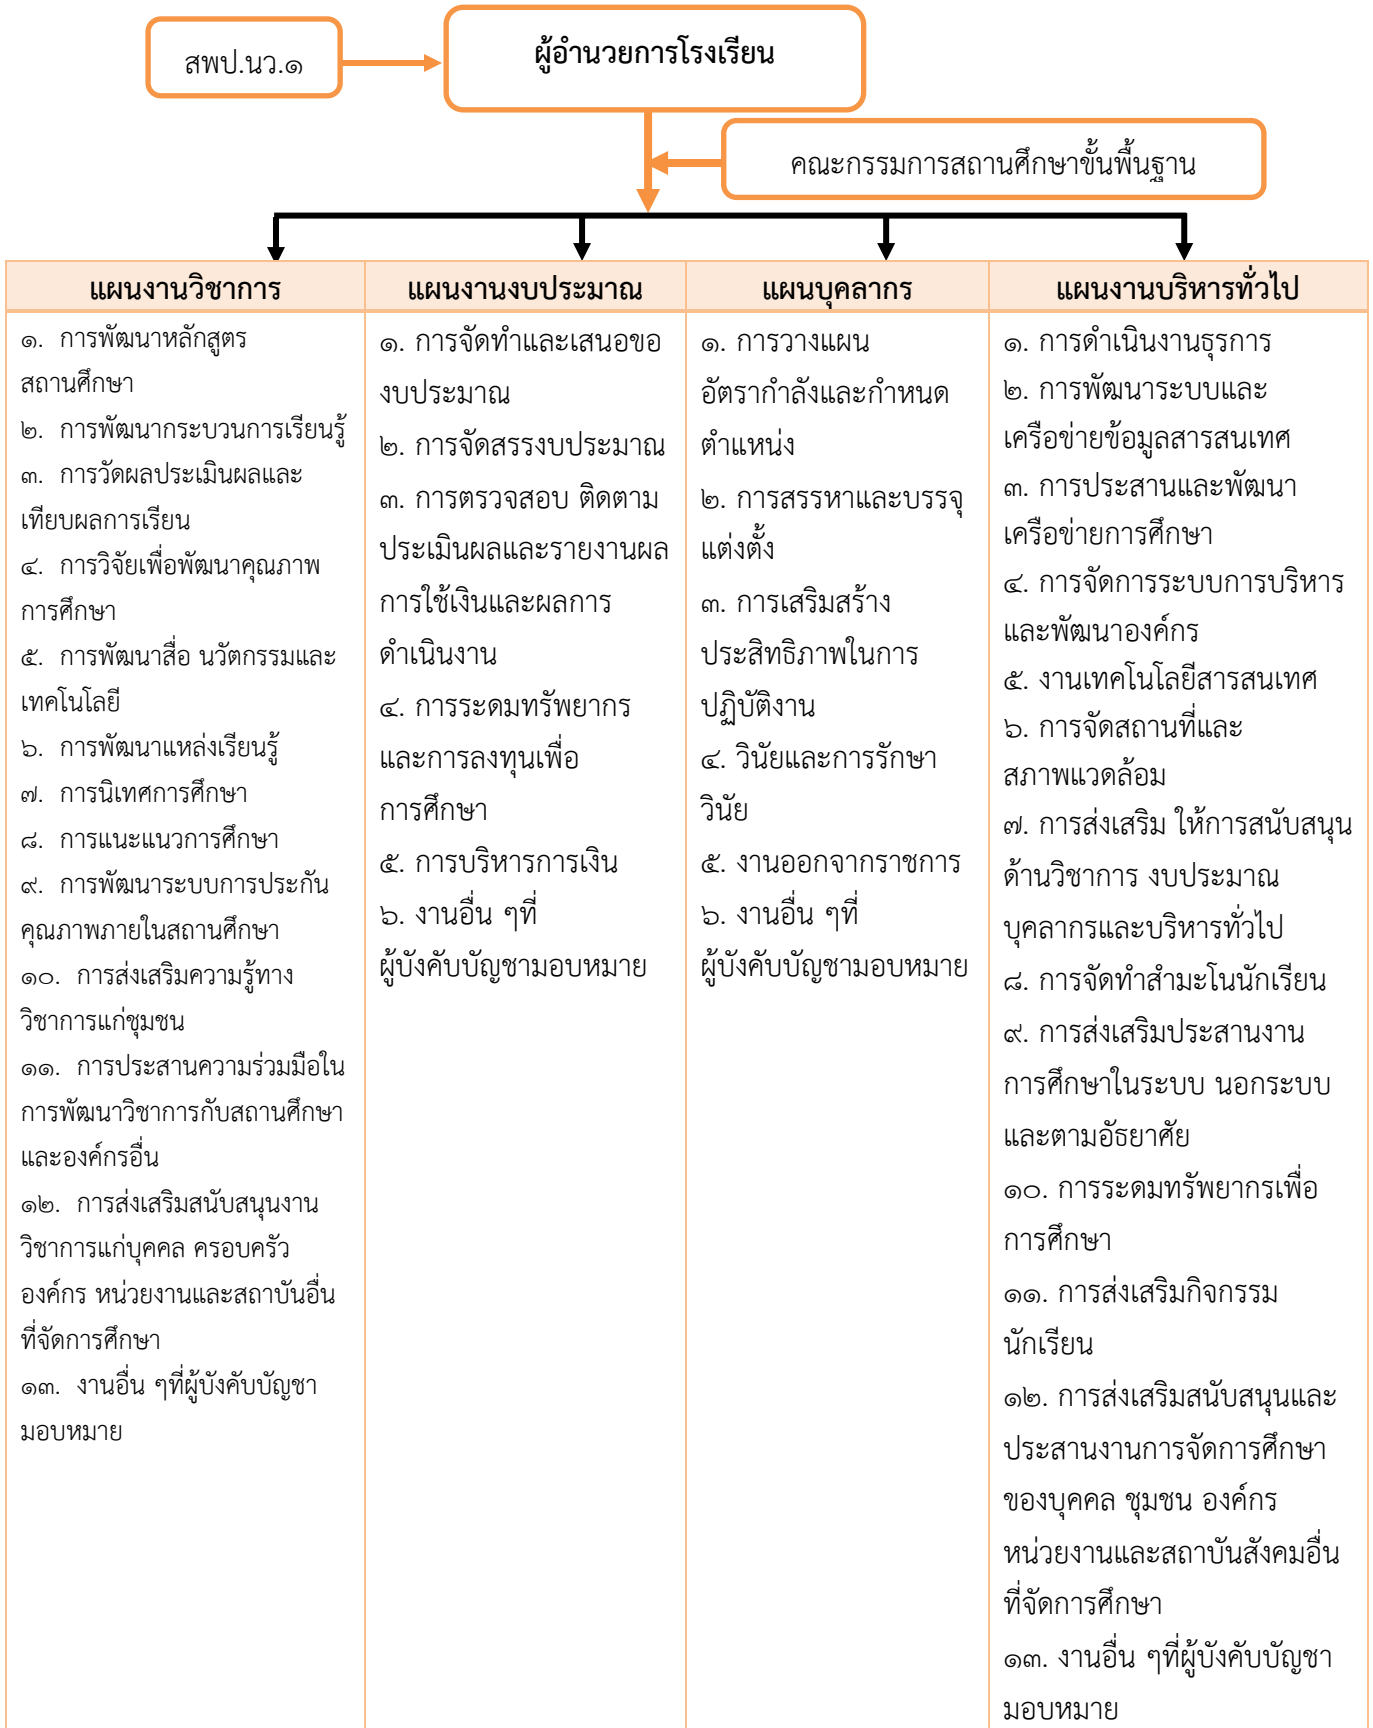 สพป.นว.๑
ผู้อำนวยการโรงเรียน
คณะกรรมการสถานศึกษาขั้นพื้นฐาน
แผนงานวิชาการ
๑. การพัฒนาหลักสูตร
สถานศึกษา
๒. การพัฒนากระบวนการเรียนรู้
๓. การวัดผลประเมินผลและ
เทียบผลการเรียน
๔. การวิจัยเพื่อพัฒนาคุณภาพ
การศึกษา
๕. การพัฒนาสื่อ นวัตกรรมและ
เทคโนโลยี
๖. การพัฒนาแหล่งเรียนรู้
๗. การนิเทศการศึกษา
๘. การแนะแนวการศึกษา
๙. การพัฒนาระบบการประกัน
คุณภาพภายในสถานศึกษา
๑๐. การส่งเสริมความรู้ทาง
วิชาการแก่ชุมชน
๑๑. การประสานความร่วมมือใน
การพัฒนาวิชาการกับสถานศึกษา
และองค์กรอื่น
๑๒. การส่งเสริมสนับสนุนงาน
วิชาการแก่บุคคล ครอบครัว
องค์กร หน่วยงานและสถาบันอื่น
ที่จัดการศึกษา
๑๓. งานอื่น ๆที่ผู้บังคับบัญชา
มอบหมาย
แผนงานงบประมาณ
๑. การจัดทำและเสนอขอ
งบประมาณ
๒. การจัดสรรงบประมาณ
๓. การตรวจสอบ ติดตาม
ประเมินผลและรายงานผล
การใช้เงินและผลการ
ดำเนินงาน
๔. การระดมทรัพยากร
และการลงทุนเพื่อ
การศึกษา
๕. การบริหารการเงิน
๖. งานอื่น ๆที่
ผู้บังคับบัญชามอบหมาย
แผนบุคลากร
๑. การวางแผน
อัตรากำลังและกำหนด
ตำแหน่ง
๒. การสรรหาและบรรจุ
แต่งตั้ง
๓. การเสริมสร้าง
ประสิทธิภาพในการ
ปฏิบัติงาน
๔. วินัยและการรักษา
วินัย
๕. งานออกจากราชการ
๖. งานอื่น ๆที่
ผู้บังคับบัญชามอบหมาย
แผนงานบริหารทั่วไป
๑. การดำเนินงานธุรการ
๒. การพัฒนาระบบและ
เครือข่ายข้อมูลสารสนเทศ
๓. การประสานและพัฒนา
เครือข่ายการศึกษา
๔. การจัดการระบบการบริหาร
และพัฒนาองค์กร
๕. งานเทคโนโลยีสารสนเทศ
๖. การจัดสถานที่และ
สภาพแวดล้อม
๗. การส่งเสริม ให้การสนับสนุน
ด้านวิชาการ งบประมาณ
บุคลากรและบริหารทั่วไป
๘. การจัดทำสำมะโนนักเรียน
๙. การส่งเสริมประสานงาน
การศึกษาในระบบ นอกระบบ
และตามอัธยาศัย
๑๐. การระดมทรัพยากรเพื่อ
การศึกษา
๑๑. การส่งเสริมกิจกรรม
นักเรียน
๑๒. การส่งเสริมสนับสนุนและ
ประสานงานการจัดการศึกษา
ของบุคคล ชุมชน องค์กร
หน่วยงานและสถาบันสังคมอื่น
ที่จัดการศึกษา
๑๓. งานอื่น ๆที่ผู้บังคับบัญชา
มอบหมาย